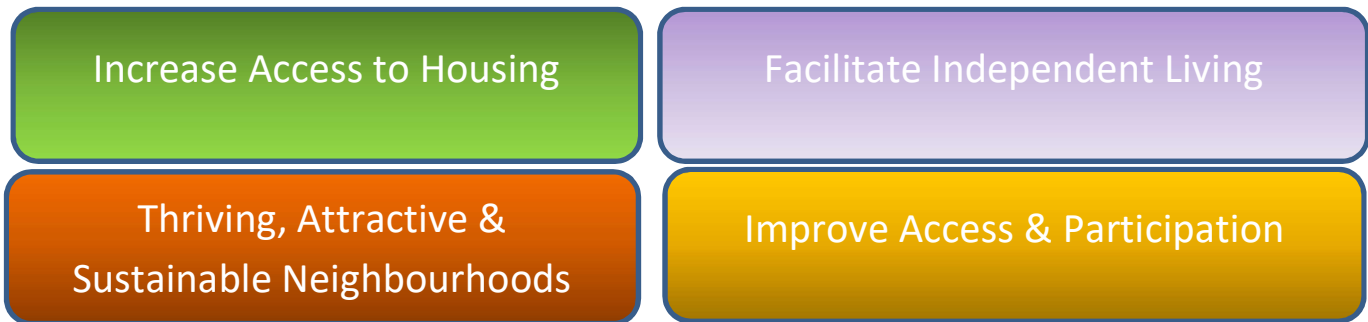 Increase Access to Housing
Facilitate Independent Living
Thriving, Attractive &
Sustainable Neighbourhoods
Improve Access & Participation